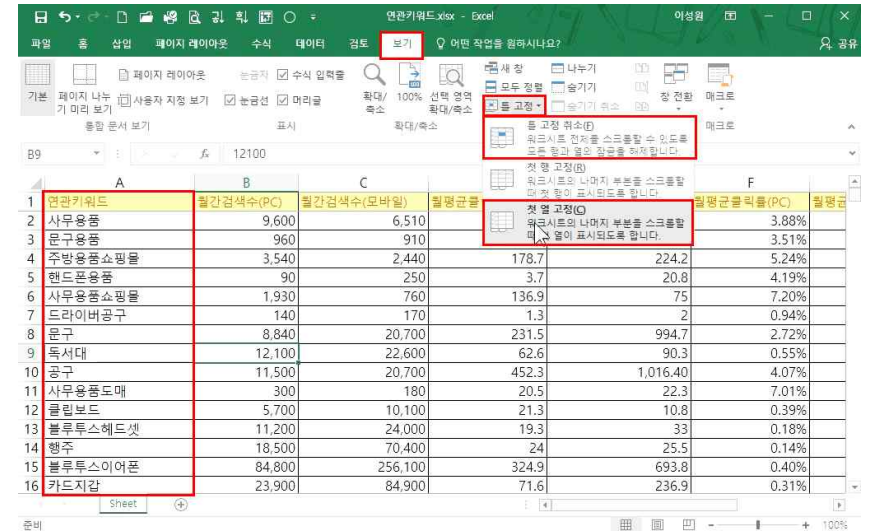 연관키워드.xlsx - Excel
이성원
파일 홈 삽입 페이지 레이아웃 수식 데이터 검토 보기 어떤 작업을 원하시나요? 공유
기본
페이지 나누기 미리 보기
페이지 레이아웃
사용자 지정 보기
통합 문서 보기
눈금자 수식 입력줄
눈금선 머리글
표시
확대/축소
100%
선택 영역 확대/축소
확대/축소
새 창
모두 정렬
틀 고정
나누기
숨기기
숨기기 취소
창 전환
매크로
매크로
틀 고정 취소(F)
워크시트 전체를 스크롤할 수 있도록
모든 행과 열의 잠금을 해제합니다.
첫 행 고정(R)
워크시트의 나머지 부분을 스크롤할
때 첫 행이 표시되도록 합니다.
첫 열 고정(C)
워크시트의 나머지 부분을 스크롤할
열이 표시되도록 합니다.
B9 fx 12100
A B C F
1 연관키워드 월간검색수(PC) 월간검색수(모바일) 월평균클 월평균클릭률(PC) 월평균
2 사무용품 9,600 6,510 3.88%
3 문구용품 960 910 3.51%
4 주방용품쇼핑몰 3,540 2,440 178.7 224.2 5.24%
5 핸드폰용품 90 250 3.7 20.8 4.19%
6 사무용품쇼핑몰 1,930 760 136.9 75 7.20%
7 드라이버공구 140 170 1.3 2 0.94%
8 문구 8,840 20,700 231.5 994.7 2.72%
9 독서대 12,100 22,600 62.6 90.3 0.55%
10 공구 11,500 20,700 452.3 1,016.40 4.07%
11 사무용품도매 300 180 20.5 22.3 7.01%
12 클립보드 5,700 10,100 21.3 10.8 0.39%
13 블루투스헤드셋 11,200 24,000 19.3 33 0.18%
14 행주 18,500 70,400 24 25.5 0.14%
15 블루투스이어폰 84,800 256,100 324.9 693.8 0.40%
16 카드지갑 23,900 84,900 71.6 236.9 0.31%
Sheet
준비 100%